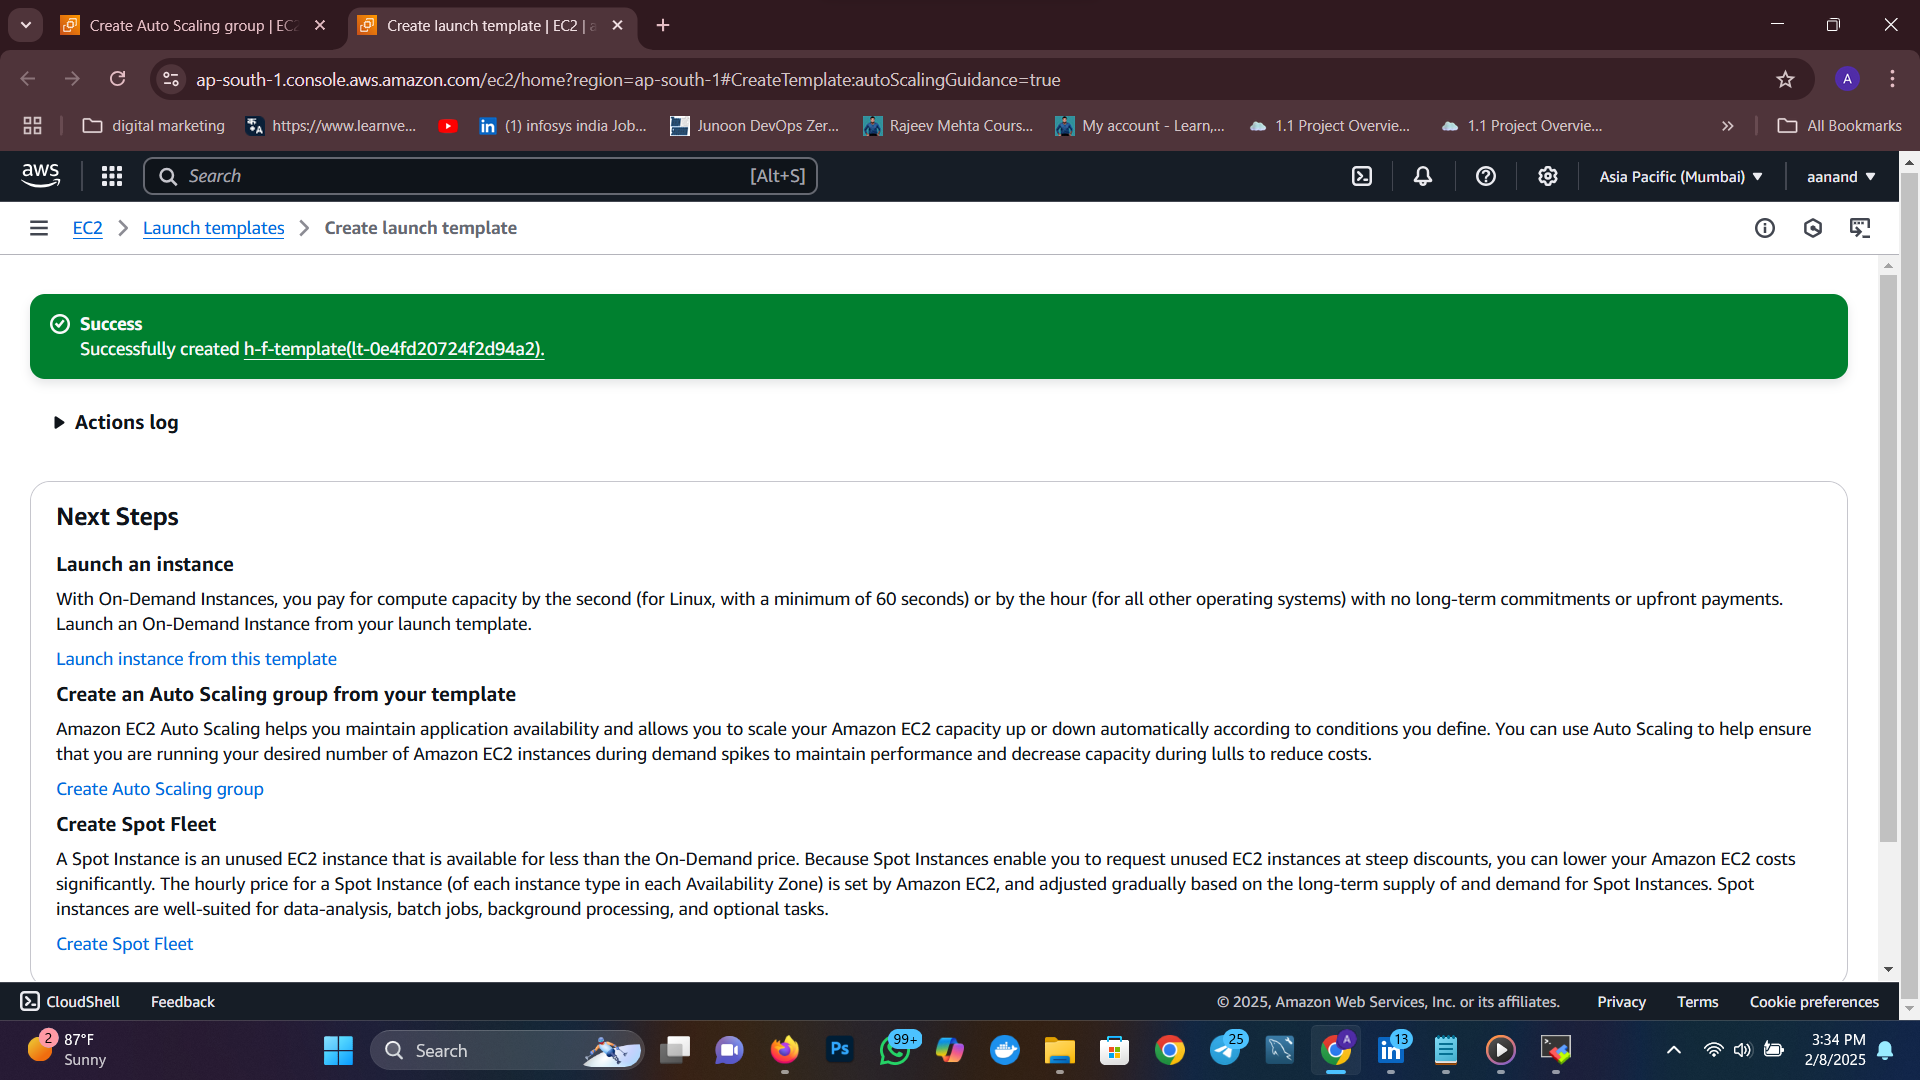 Create Auto Scaling group | EC2
Create launch template | EC2 | a
ap-south-1.console.aws.amazon.com/ec2/home?region=ap-south-1#CreateTemplate:autoScalingGuidance=true
A
digital marketing
https://www.learnve...
(1) infosys india Job...
Junoon DevOps Zer...
Rajeev Mehta Cours...
My account - Learn,...
1.1 Project Overvie...
1.1 Project Overvie...
All Bookmarks
aws
Search
[Alt+S]
Asia Pacific (Mumbai)
aanand
EC2
Launch templates
Create launch template
Success
Successfully created h-f-template(lt-0e4fd20724f2d94a2).
Actions log
Next Steps
Launch an instance
With On-Demand Instances, you pay for compute capacity by the second (for Linux, with a minimum of 60 seconds) or by the hour (for all other operating systems) with no long-term commitments or upfront payments.
Launch an On-Demand Instance from your launch template.
Launch instance from this template
Create an Auto Scaling group from your template
Amazon EC2 Auto Scaling helps you maintain application availability and allows you to scale your Amazon EC2 capacity up or down automatically according to conditions you define. You can use Auto Scaling to help ensure
that you are running your desired number of Amazon EC2 instances during demand spikes to maintain performance and decrease capacity during lulls to reduce costs.
Create Auto Scaling group
Create Spot Fleet
A Spot Instance is an unused EC2 instance that is available for less than the On-Demand price. Because Spot Instances enable you to request unused EC2 instances at steep discounts, you can lower your Amazon EC2 costs
significantly. The hourly price for a Spot Instance (of each instance type in each Availability Zone) is set by Amazon EC2, and adjusted gradually based on the long-term supply of and demand for Spot Instances. Spot
instances are well-suited for data-analysis, batch jobs, background processing, and optional tasks.
Create Spot Fleet
CloudShell
Feedback
© 2025, Amazon Web Services, Inc. or its affiliates.
Privacy
Terms
Cookie preferences
2
87°F
Sunny
Search
Ps
99+
25
A
13
3:34 PM
2/8/2025